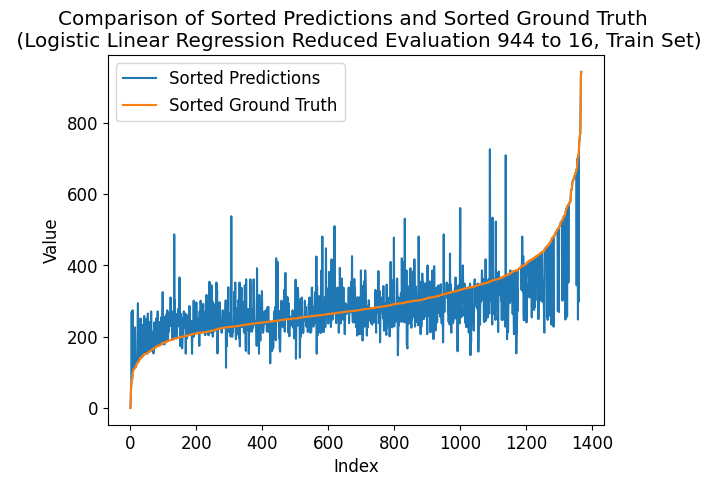 Comparison of Sorted Predictions and Sorted Ground Truth
(Logistic Linear Regression Reduced Evaluation 944 to 16, Train Set)
Sorted Predictions
Sorted Ground Truth
Value
800
600
400
200
0
0 200 400 600 800 1000 1200 1400
Index